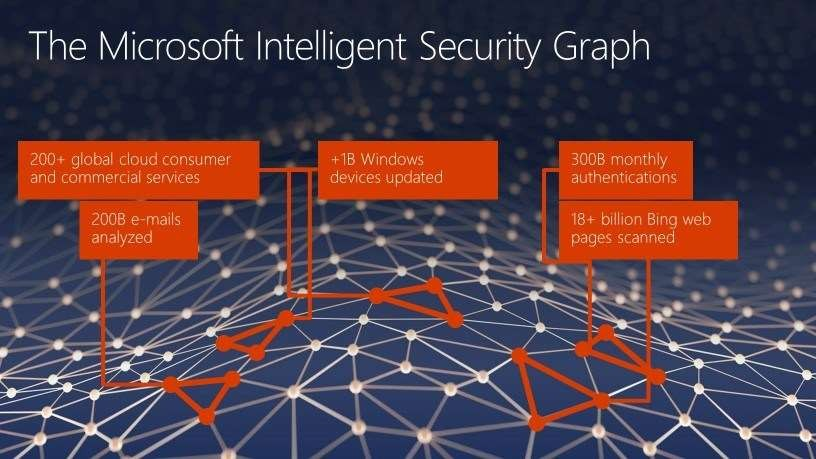 The Microsoft Intelligent Security Graph
200+ global cloud consumer
and commercial services
200B e-mails
analyzed
+1B Windows
devices updated
300B monthly
authentications
18+ billion Bing web
pages scanned